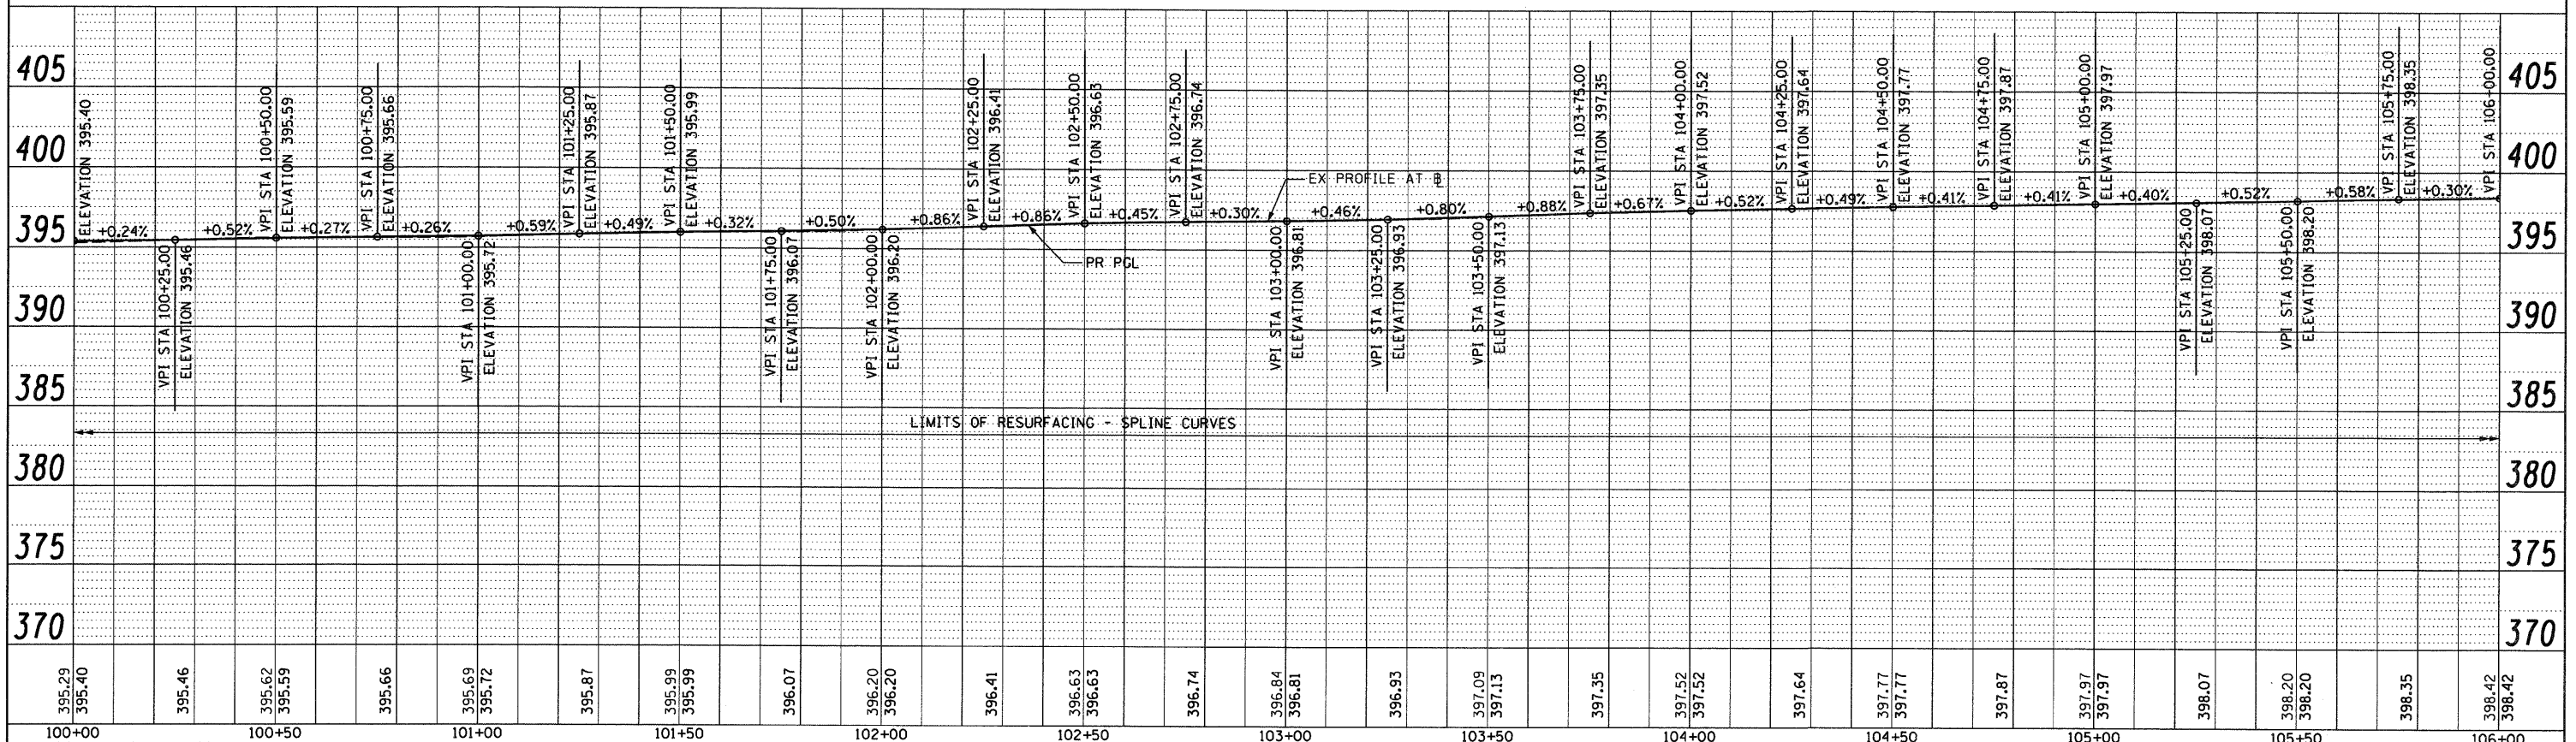 405
400
395
390
385
380
375
370
405
400
395
390
385
380
375
370
ELEVATION 395.40
+0.24%
VPI STA 100+25.00
ELEVATION 395.46
+0.52%
VPI STA 100+50.00
ELEVATION 395.59
+0.27%
VPI STA 100+75.00
ELEVATION 395.66
+0.26%
VPI STA 101+00.00
ELEVATION 395.72
+0.59%
VPI STA 101+25.00
ELEVATION 395.87
+0.49%
VPI STA 101+50.00
ELEVATION 395.99
+0.32%
VPI STA 101+75.00
ELEVATION 396.07
+0.50%
VPI STA 102+00.00
ELEVATION 396.20
+0.86%
VPI STA 102+25.00
ELEVATION 396.41
+0.86%
PR PGL
VPI STA 102+50.00
ELEVATION 396.63
+0.45%
VPI STA 102+75.00
ELEVATION 396.74
+0.30%
EX PROFILE AT
VPI STA 103+00.00
ELEVATION 396.81
+0.46%
VPI STA 103+25.00
ELEVATION 396.93
+0.80%
VPI STA 103+50.00
ELEVATION 397.13
+0.88%
VPI STA 103+75.00
ELEVATION 397.35
+0.67%
VPI STA 104+00.00
ELEVATION 397.52
+0.52%
VPI STA 104+25.00
ELEVATION 397.64
+0.49%
VPI STA 104+50.00
ELEVATION 397.77
+0.41%
VPI STA 104+75.00
ELEVATION 397.87
+0.41%
VPI STA 105+00.00
ELEVATION 397.97
+0.40%
VPI STA 105+25.00
ELEVATION 398.07
+0.52%
VPI STA 105+50.00
ELEVATION 398.20
+0.58%
VPI STA 105+75.00
ELEVATION 398.35
+0.30%
VPI STA 106+00.00
LIMITS OF RESURFACING - SPLINE CURVES
395.29
395.40
395.46
395.62
395.59
395.66
395.69
395.72
395.87
395.99
395.99
396.07
396.20
396.20
396.41
396.63
396.63
396.74
396.84
396.81
396.93
397.09
397.13
397.35
397.52
397.52
397.64
397.77
397.77
397.87
397.97
397.97
398.07
398.20
398.20
398.35
398.42
398.42
100+00
100+50
101+00
101+50
102+00
102+50
103+00
103+50
104+00
104+50
105+00
105+50
106+00